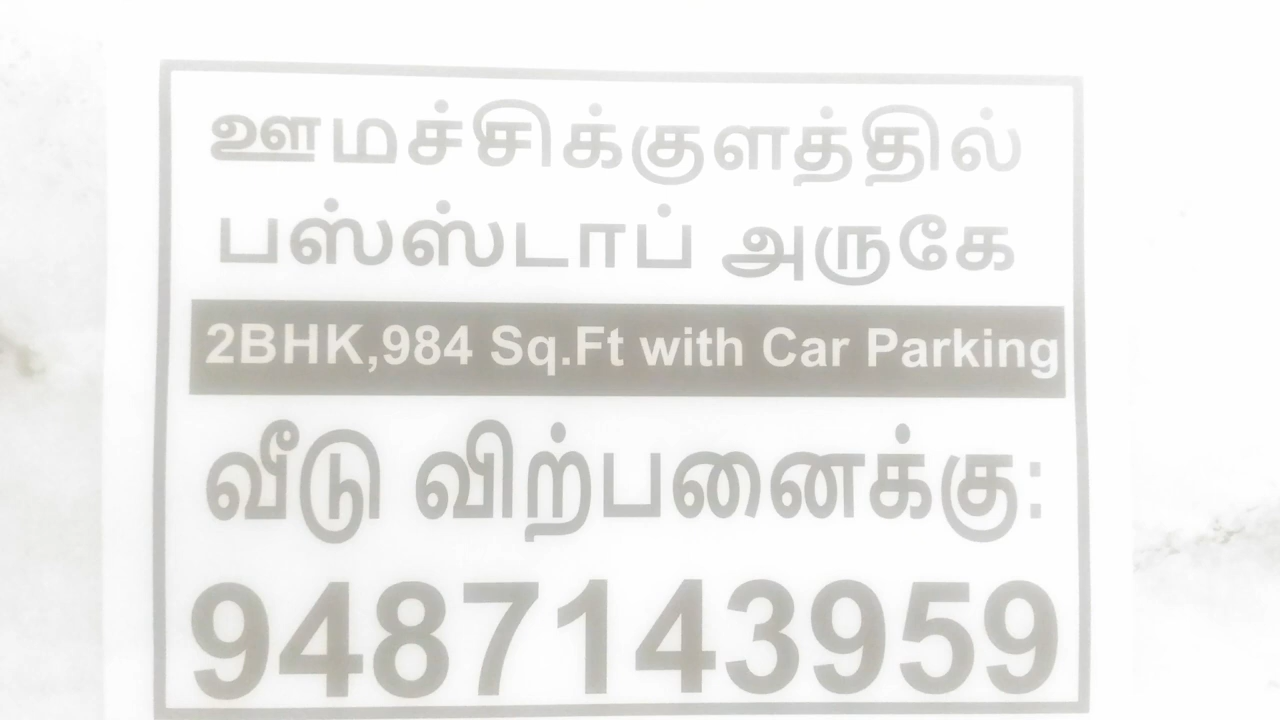 ஊமச்சிக்குளத்தில்
பஸ்ஸ்டாப் அருகே
2BHK,984 Sq.Ft with Car Parking
வீடு விற்பனைக்கு:
9487143959